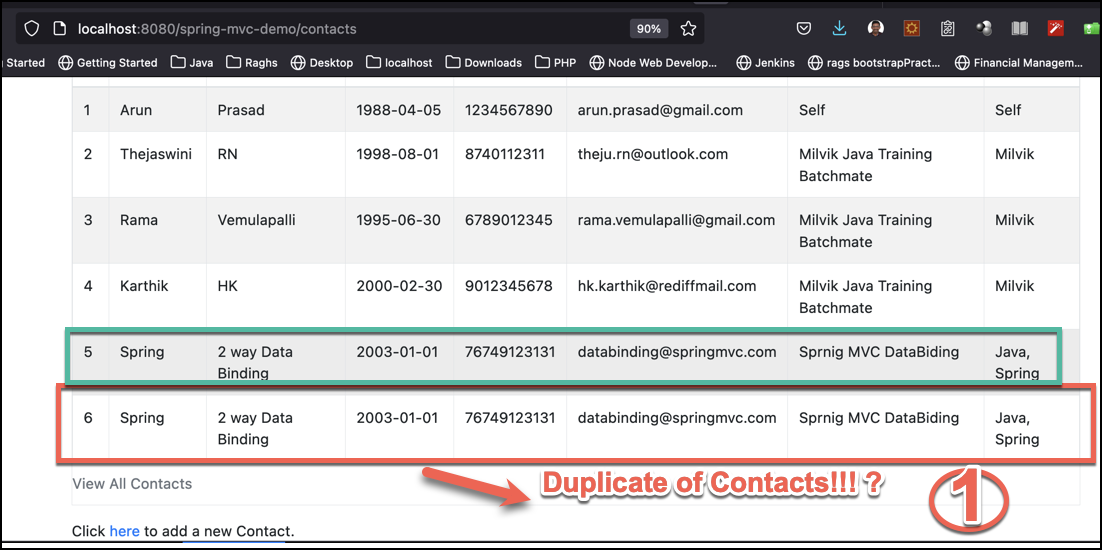 localhost:8080/spring-mvc-demo/contacts 90%
Started Getting Started Java Raghs Desktop localhost Downloads PHP Node Web Develop... Jenkins rags bootstrapPract... Financial Managem...
1 Arun Prasad 1988-04-05 1234567890 arun.prasad@gmail.com Self Self
2 Thejaswini RN 1998-08-01 8740112311 theju.rn@outlook.com Milvik Java Training Milvik
Batchmate
3 Rama Vemulapalli 1995-06-30 6789012345 rama.vemulapalli@gmail.com Milvik Java Training Milvik
Batchmate
4 Karthik HK 2000-02-30 9012345678 hk.karthik@rediffmail.com Milvik Java Training Milvik
Batchmate
5 Spring 2 way Data 2003-01-01 76749123131 databinding@springmvc.com Sprnig MVC DataBiding Java,
Binding Spring
6 Spring 2 way Data 2003-01-01 76749123131 databinding@springmvc.com Sprnig MVC DataBiding Java,
Binding Spring
View All Contacts
Duplicate of Contacts!!! ?
1
Click here to add a new Contact.